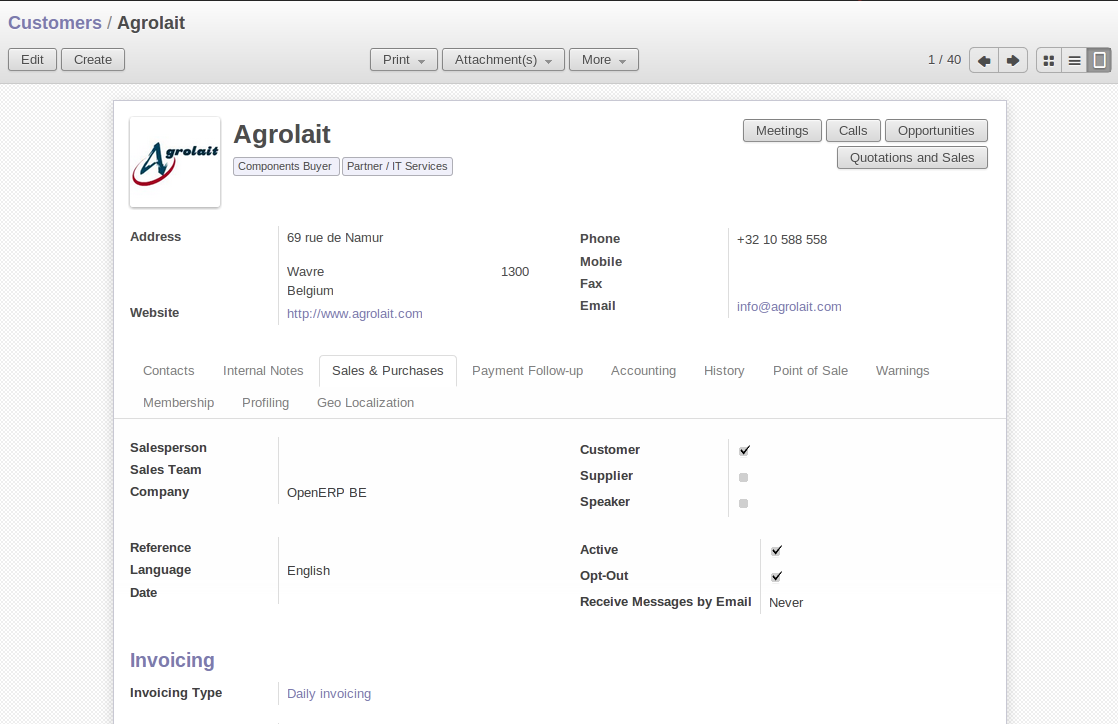 Customers / Agrolait
Edit Create Print Attachment(s) More 1 / 40
Agrolait
Agrolait
Components Buyer Partner / IT Services
Meetings Calls Opportunities
Quotations and Sales
Address 69 rue de Namur
Wavre 1300
Belgium
Website http://www.agrolait.com
Phone +32 10 588 558
Mobile
Fax
Email info@agrolait.com
Contacts Internal Notes Sales & Purchases Payment Follow-up Accounting History Point of Sale Warnings
Membership Profiling Geo Localization
Salesperson
Sales Team
Company OpenERP BE
Customer
Supplier
Speaker
Reference
Language English
Date
Active
Opt-Out
Receive Messages by Email Never
Invoicing
Invoicing Type Daily invoicing